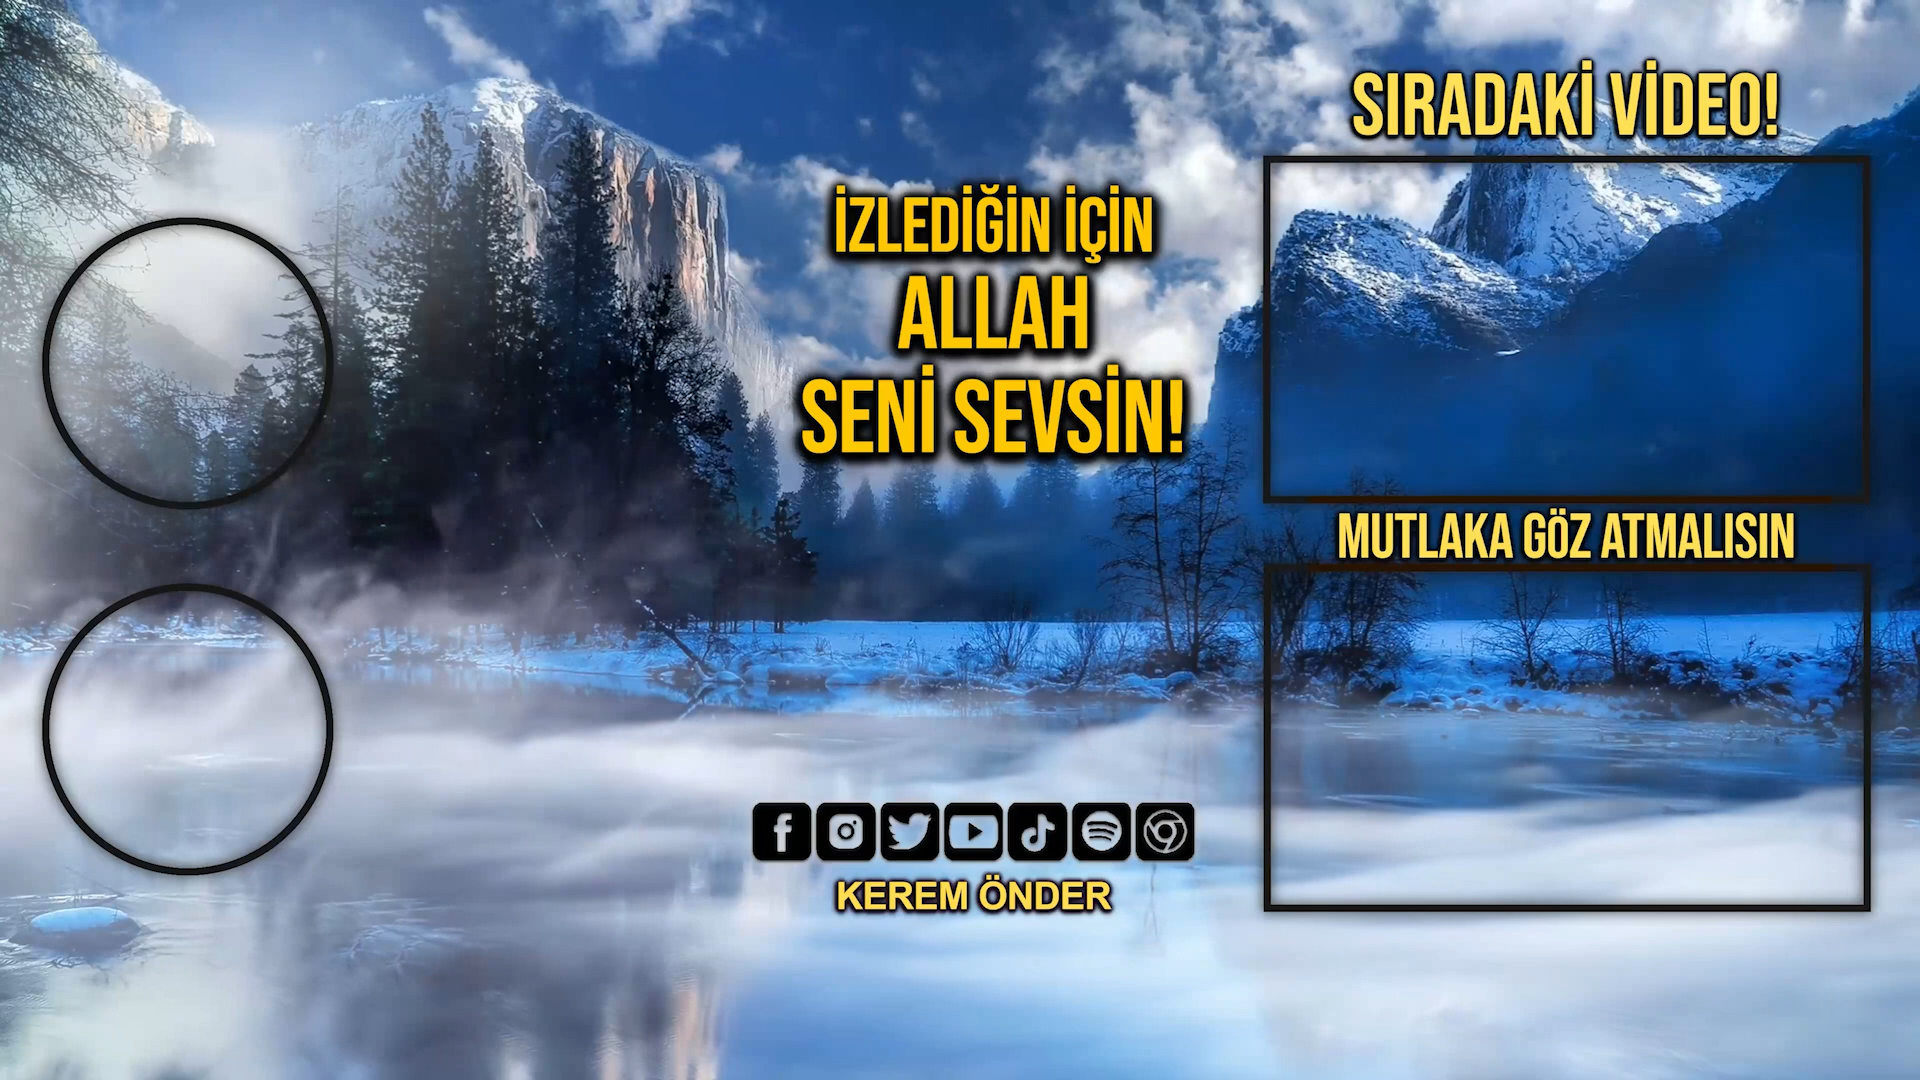 SIRADAKİ VİDEO!
İZLEDİĞİN İÇİN
ALLAH
SENİ SEVSİN!
MUTLAKA GÖZ ATMALISIN
KEREM ÖNDER